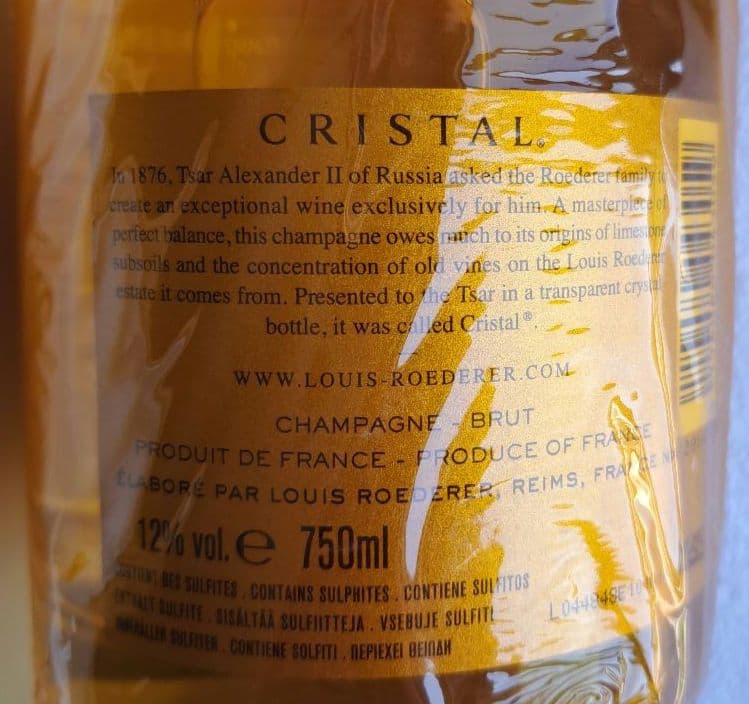 CRISTAL®
In 1876, Tsar Alexander II of Russia asked the Roederer family to
create an exceptional wine exclusively for him. A masterpiece of
perfect balance, this champagne owes much to its origins of limestone
subsoils and the concentration of old vines on the Louis Roederer
estate it comes from. Presented to the Tsar in a transparent crystal
bottle, it was called Cristal®.
WWW.LOUIS-ROEDERER.COM
CHAMPAGNE - BRUT
PRODUIT DE FRANCE - PRODUCE OF FRANCE
ÉLABORÉ PAR LOUIS ROEDERER, REIMS, FRANCE
12% vol. e 750ml
CONTIENT DES SULFITES . CONTAINS SULPHITES . CONTIENE SULFITOS
ENTHALT SULFITE . SISÄLTÄÄ SULFIITTEJA . VSEBUJE SULFITI
INNEHÅLLER SULFITER . CONTIENE SOLFITI . ΠΕΡΙΕΧΕΙ ΘΕΙΩΔΗ